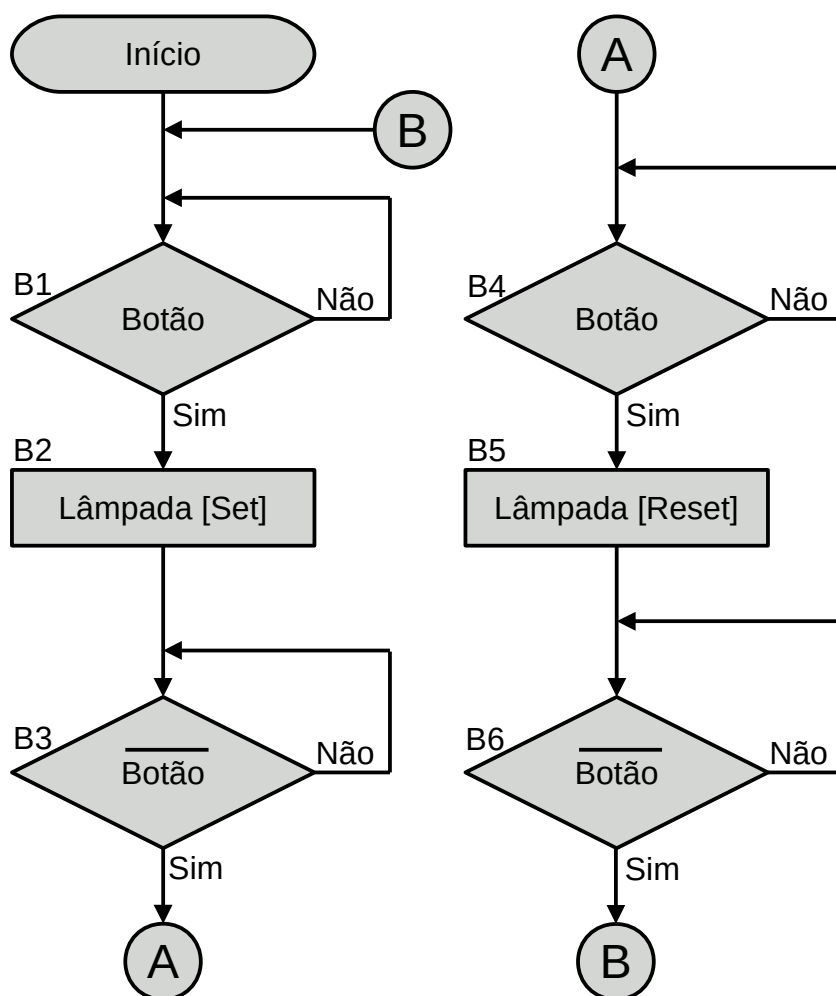 Início
B
B1
Botão
Não
Sim
B2
Lâmpada [Set]
B3
Botão
Não
Sim
A
A
B4
Botão
Não
Sim
B5
Lâmpada [Reset]
B6
Botão
Não
Sim
B